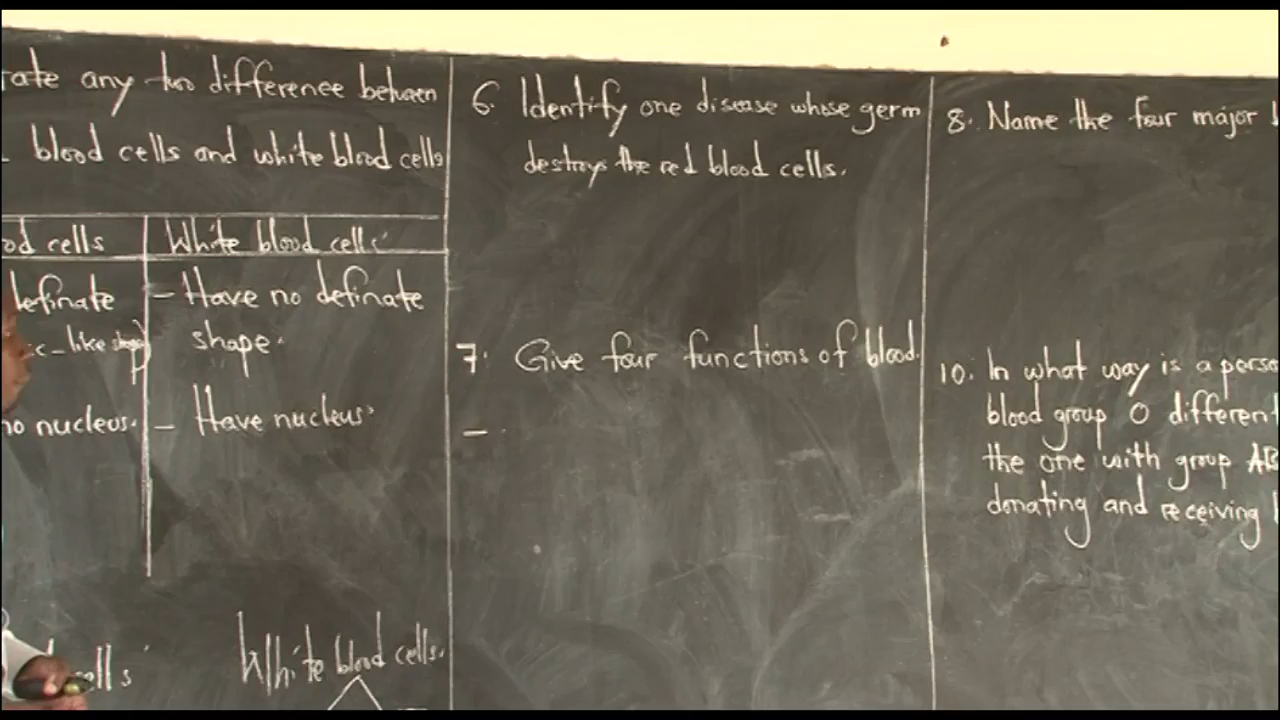 rate any two difference between
blood cells and white blood cells
od cells White blood cells
definate - Have no definate
c-like shape) shape.
no nucleus. - Have nucleus
ells White blood cells.
6. Identify one disease whose germ
destroys the red blood cells.
7. Give four functions of blood.
-
8. Name the four major b
10. In what way is a perso
blood group O different
the one with group AB
donating and receiving b